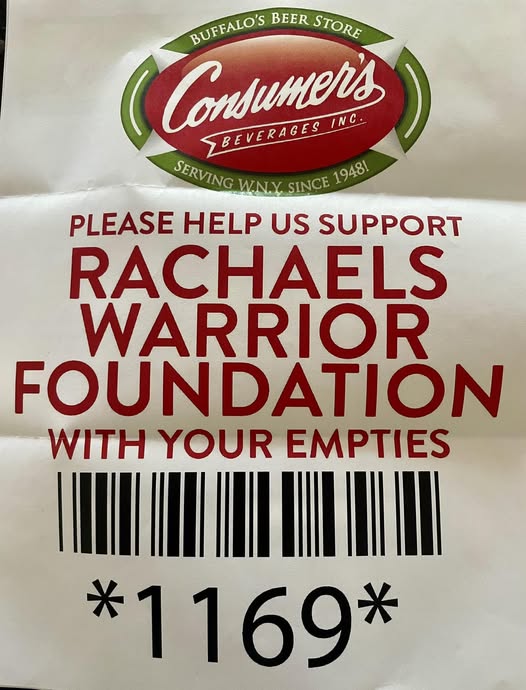 BUFFALO'S BEER STORE
Consumer's
BEVERAGES INC.
SERVING W.N.Y. SINCE 1948!
PLEASE HELP US SUPPORT
RACHAELS
WARRIOR
FOUNDATION
WITH YOUR EMPTIES
*1169*